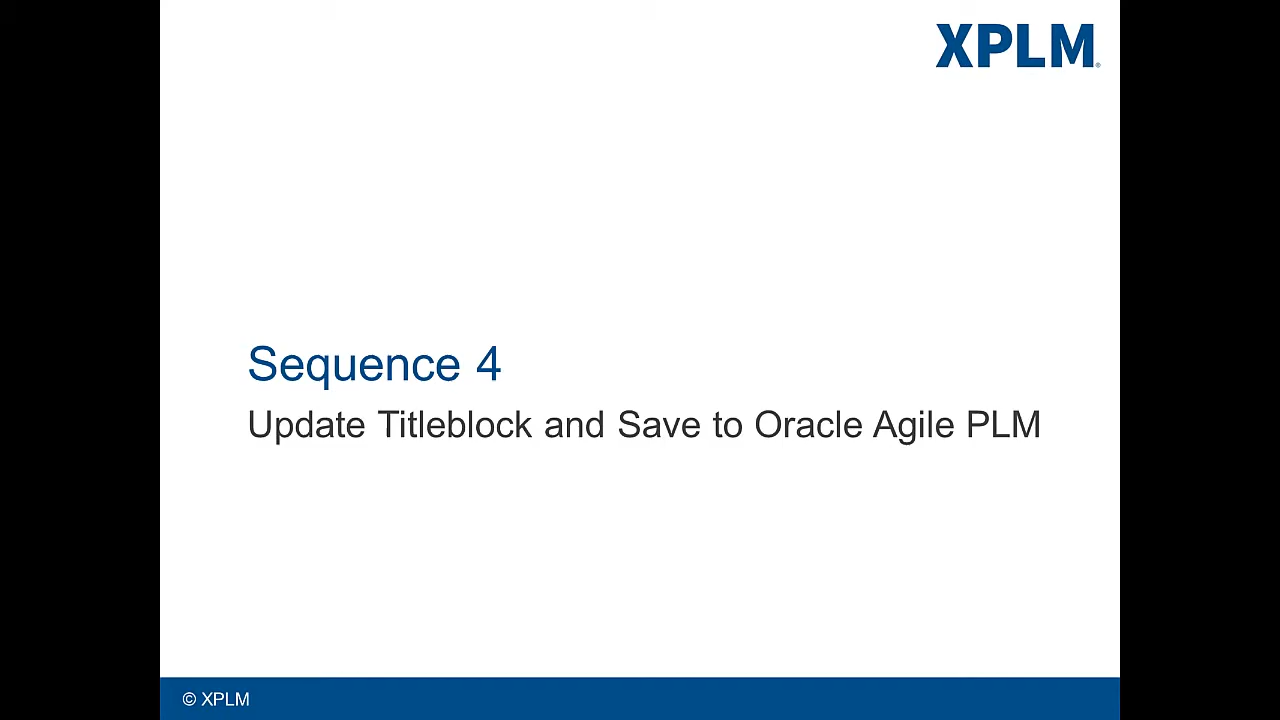 XPLM®
Sequence 4
Update Titleblock and Save to Oracle Agile PLM
© XPLM